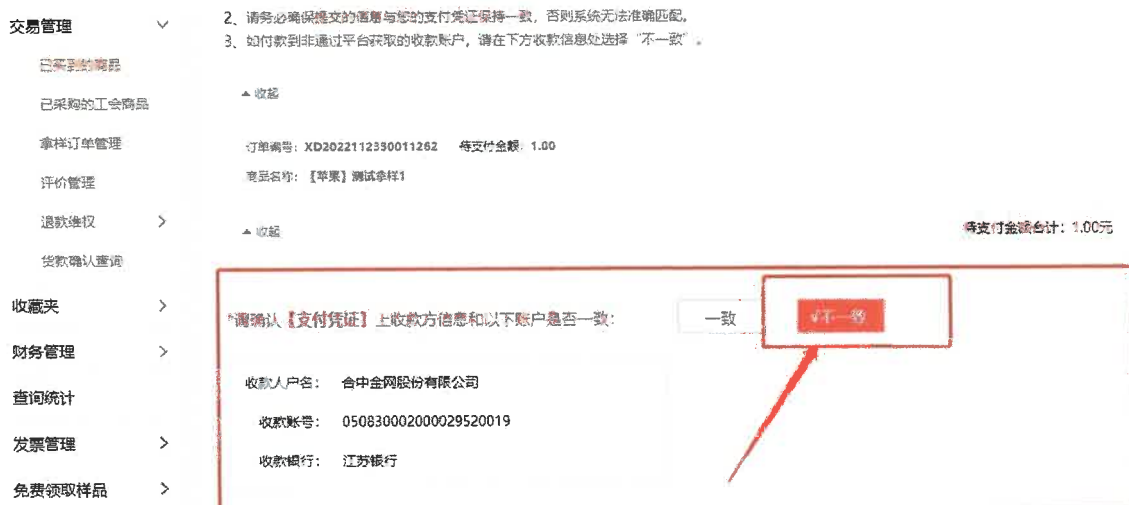 交易管理
已买到的商品
已采购的工会商品
拿样订单管理
评价管理
退款维权
货款确认查询
收藏夹
财务管理
查询统计
发票管理
免费领取样品
2、请务必确保提交的信息与您的支付凭证保持一致，否则系统无法准确匹配。
3、如付款到非通过平台获取的收款账户，请在下方收款信息处选择“不一致”。
收起
订单编号：XD2022112330011262 待支付金额：1.00
商品名称：【苹果】测试拿样1
收起
待支付金额合计：1.00元
*请确认【支付凭证】上收款方信息和以下账户是否一致： 一致 √不一致
收款人户名： 合中金网股份有限公司
收款账号： 05083000200029520019
收款银行： 江苏银行